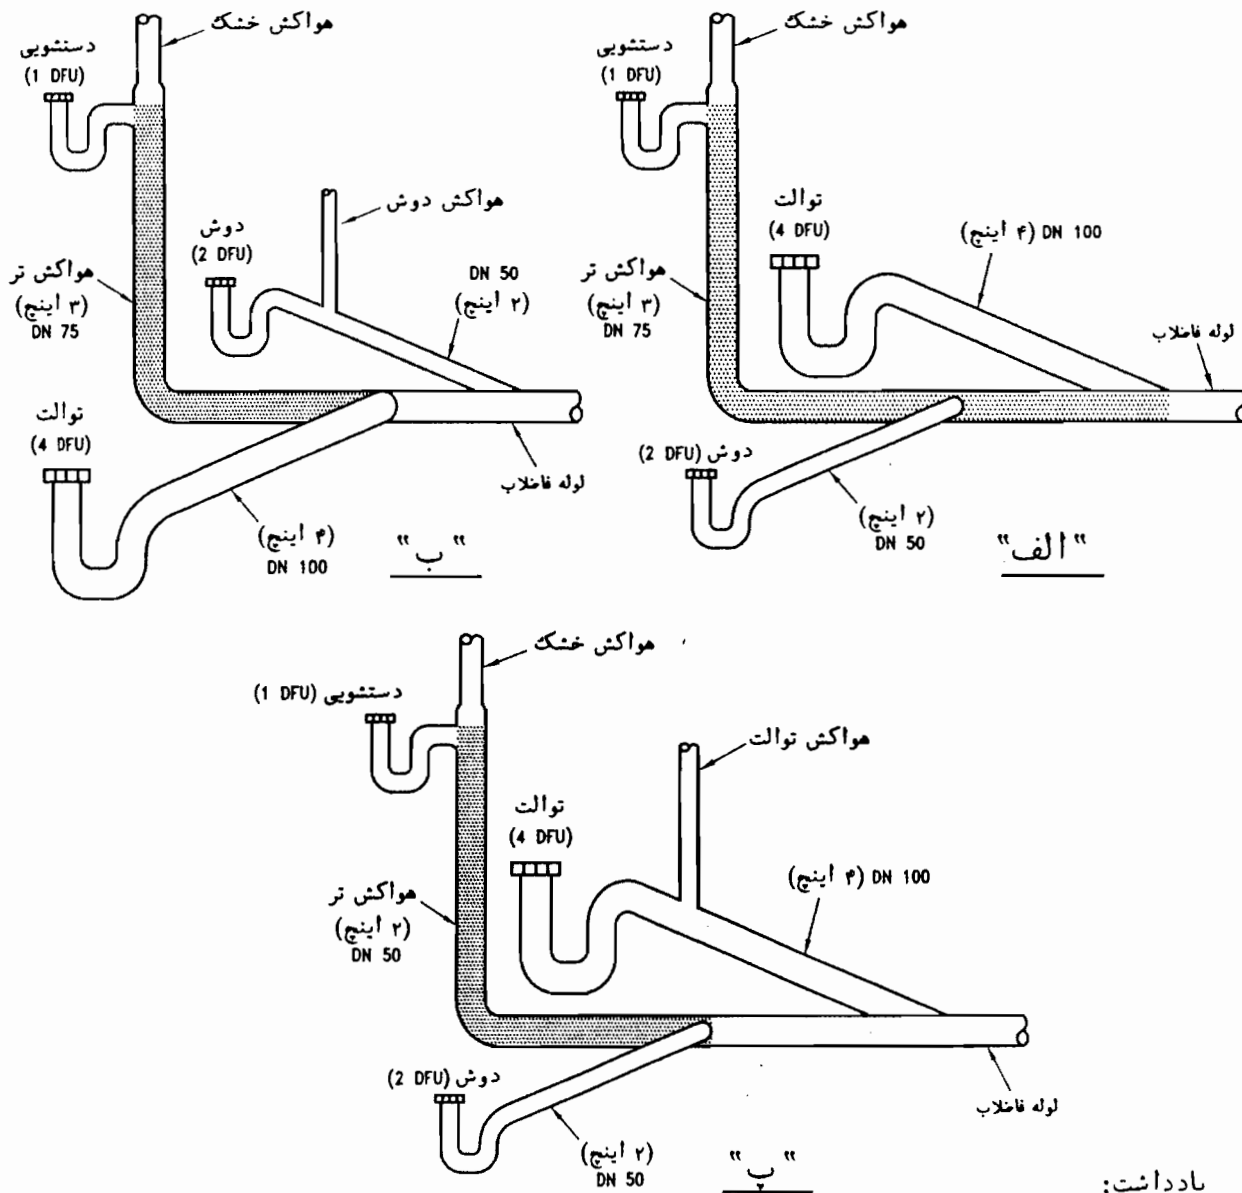 هواکش خشک
دستشویی
(1 DFU)
توالت
(4 DFU)
(۴ اینچ) DN 100
هواکش تر
(۳ اینچ)
DN 75
لوله فاضلاب
دوش (2 DFU)
(۲ اینچ)
DN 50
"الف"
هواکش خشک
دستشویی
(1 DFU)
هواکش دوش
دوش
(2 DFU)
DN 50
(۲ اینچ)
هواکش تر
(۳ اینچ)
DN 75
توالت
(4 DFU)
لوله فاضلاب
(۴ اینچ)
DN 100
"ب"
هواکش خشک
دستشویی (1 DFU)
هواکش توالت
توالت
(4 DFU)
(۴ اینچ) DN 100
هواکش تر
(۲ اینچ)
DN 50
دوش (2 DFU)
لوله فاضلاب
(۲ اینچ)
DN 50
"پ"
یادداشت: